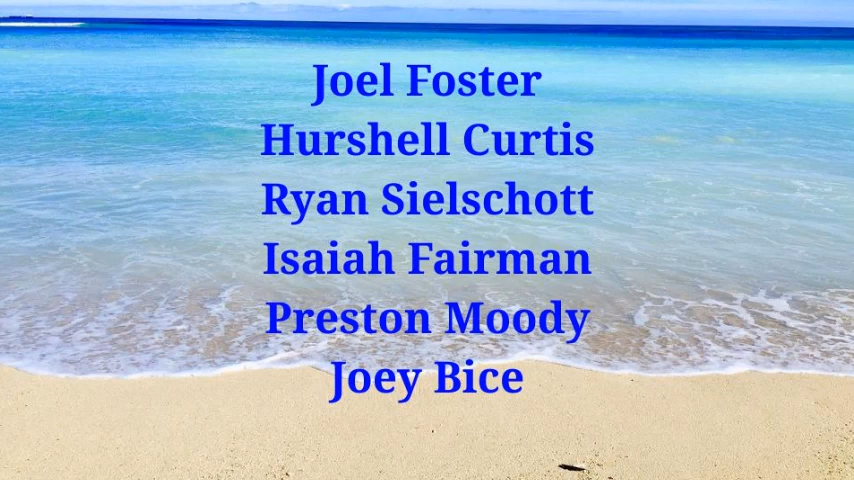 Joel Foster
Hurshell Curtis
Ryan Sielschott
Isaiah Fairman
Preston Moody
Joey Bice